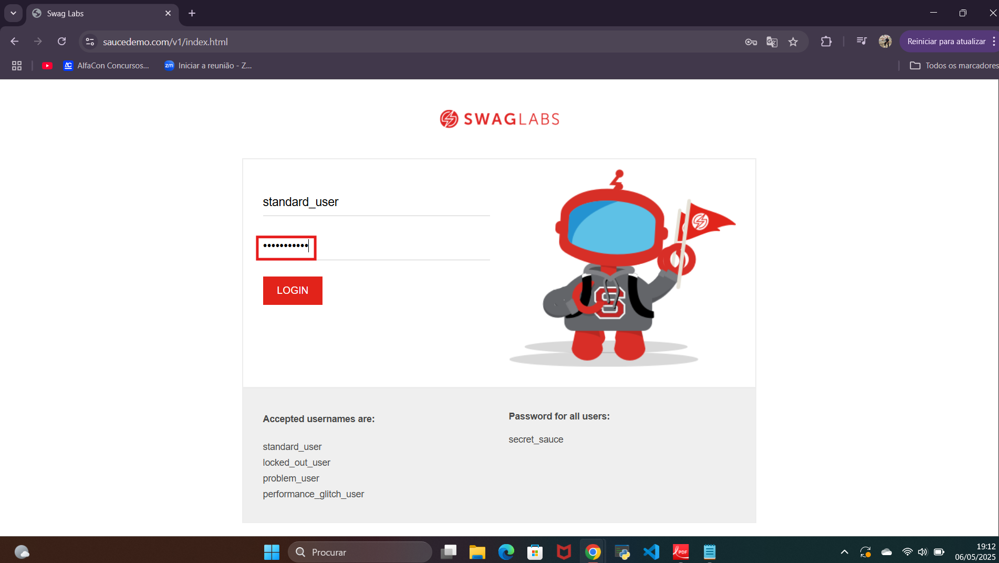 Swag Labs
saucedemo.com/v1/index.html
Reiniciar para atualizar
AlfaCon Concursos...
zm
Iniciar a reunião - Z...
Todos os marcadores
SWAGLABS
standard_user
•••••••••••
LOGIN
S
Accepted usernames are:
standard_user
locked_out_user
problem_user
performance_glitch_user
Password for all users:
secret_sauce
Procurar
PDF
19:12
06/05/2025